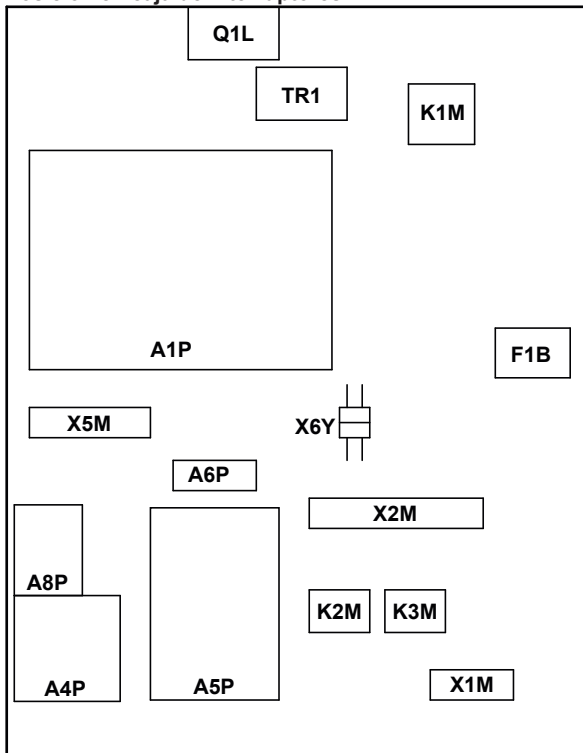 Q1L
TR1
K1M
A1P
F1B
X5M
X6Y
A6P
X2M
A8P
K2M K3M
A4P
A5P
X1M